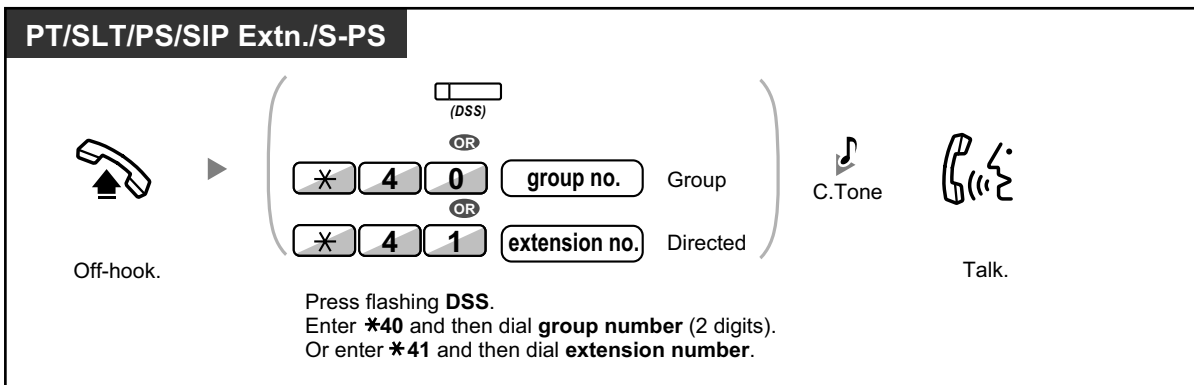 PT/SLT/PS/SIP Extn./S-PS
(DSS)
OR
* 4 0 group no. Group
OR
* 4 1 extension no. Directed
C.Tone
Off-hook.
Talk.
Press flashing DSS.
Enter *40 and then dial group number (2 digits).
Or enter *41 and then dial extension number.